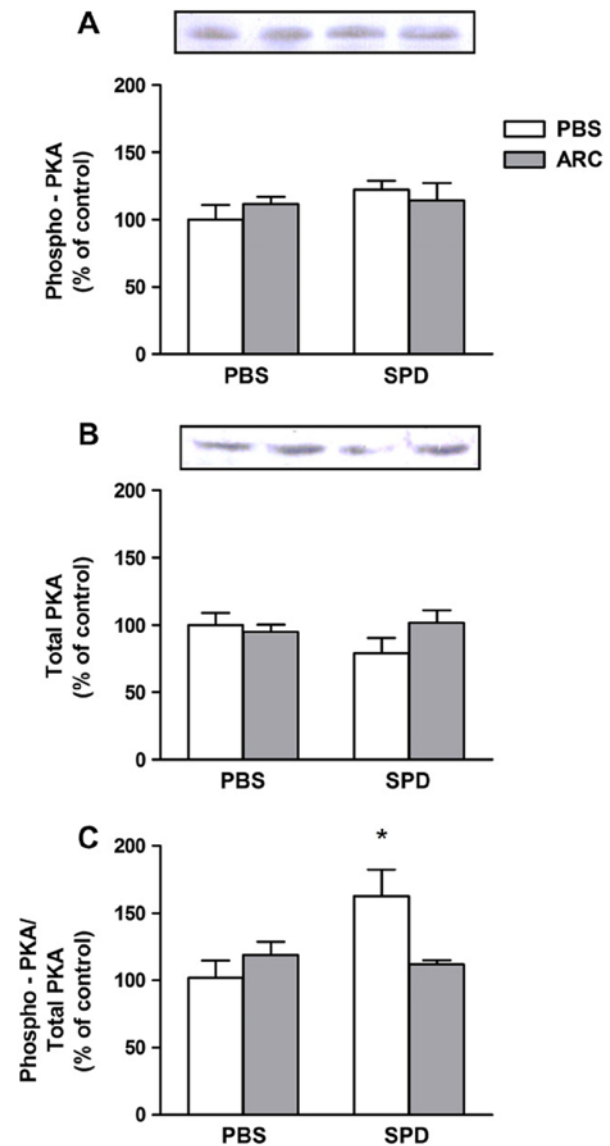 A
200
150
100
50
0
Phospho - PKA
(% of control)
PBS
SPD
PBS
ARC
B
200
150
100
50
0
Total PKA
(% of control)
PBS
SPD
C
*
200
150
100
50
0
Phospho - PKA/
Total PKA
(% of control)
PBS
SPD